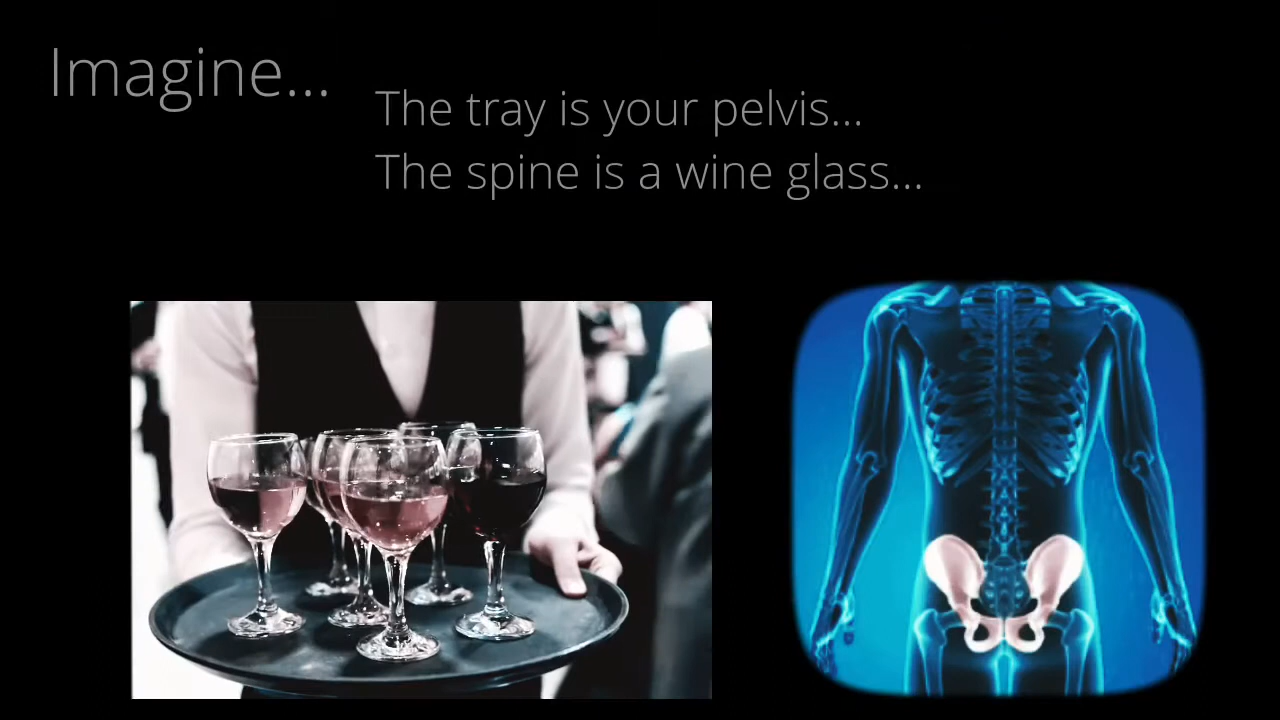 Imagine...
The tray is your pelvis...
The spine is a wine glass...